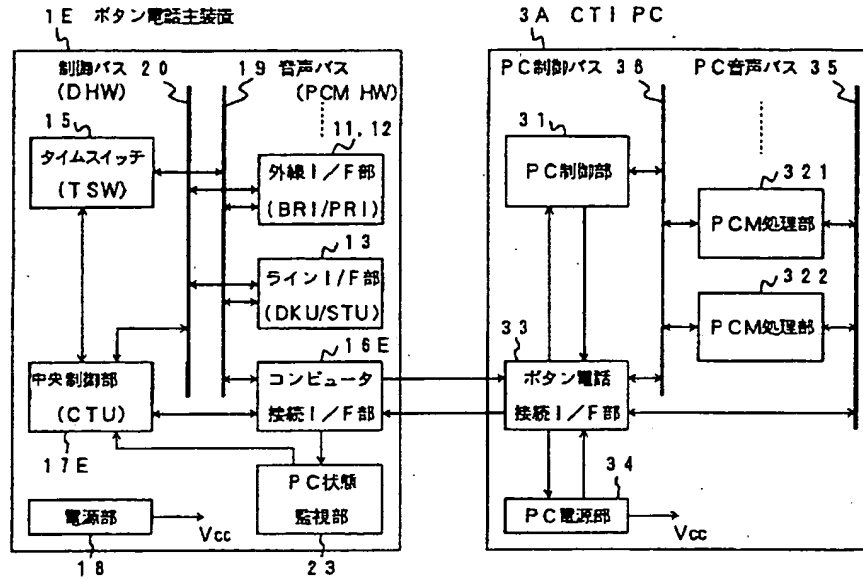 1E ボタン電話主装置
制御バス 20
(DHW)
19 音声バス
(PCM HW)
15
タイムスイッチ
(TSW)
11,12
外線I/F部
(BRI/PRI)
13
ラインI/F部
(DKU/STU)
16E
コンピュータ
接続I/F部
中央制御部
(CTU)
17E
PC状態
監視部
23
電源部
18
Vcc
3A CTI PC
PC制御バス 36
PC音声バス 35
31
PC制御部
321
PCM処理部
322
PCM処理部
33
ボタン電話
接続I/F部
34
PC電源部
Vcc